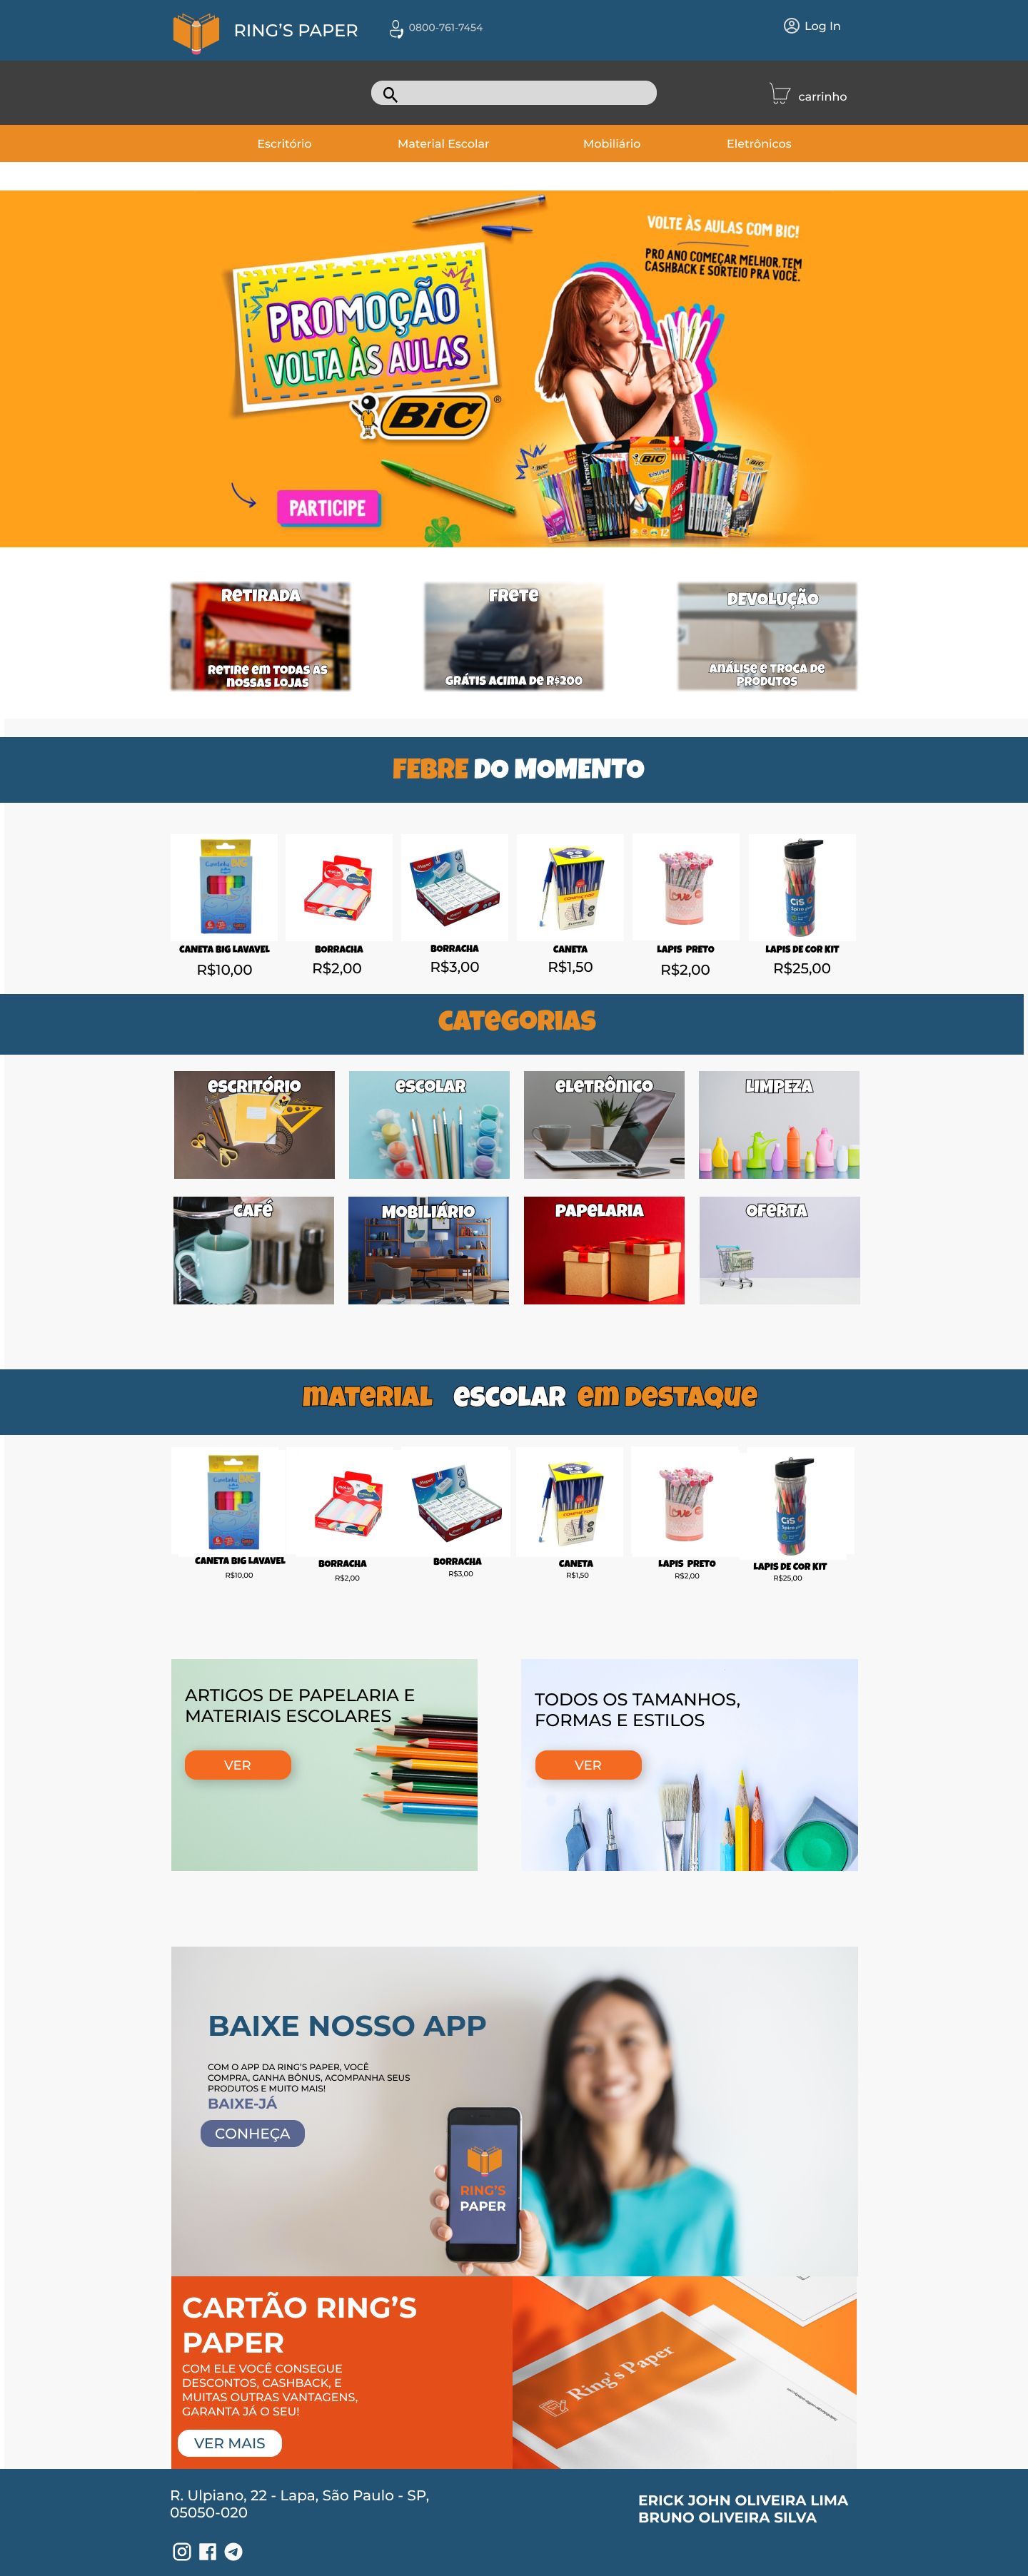 RING'S PAPER
0800-761-7454
Log In
carrinho
Escritório
Material Escolar
Mobiliário
Eletrônicos
VOLTE ÀS AULAS COM BIC!
PRO ANO COMEÇAR MELHOR, TEM
CASHBACK E SORTEIO PRA VOCÊ.
PROMOÇÃO
VOLTA ÀS AULAS
BiC®
PARTICIPE
RETIRADA
RETIRE EM TODAS AS
NOSSAS LOJAS
FRETE
GRÁTIS ACIMA DE R$200
DEVOLUÇÃO
ANÁLISE E TROCA DE
PRODUTOS
FEBRE DO MOMENTO
CANETA BIG LAVAVEL
R$10,00
BORRACHA
R$2,00
BORRACHA
R$3,00
CANETA
R$1,50
LAPIS PRETO
R$2,00
LAPIS DE COR KIT
R$25,00
CATEGORIAS
ESCRITÓRIO
ESCOLAR
ELETRÔNICO
LIMPEZA
CAFÉ
MOBILIÁRIO
PAPELARIA
OFERTA
MATERIAL ESCOLAR EM DESTAQUE
CANETA BIG LAVAVEL
R$10,00
BORRACHA
R$2,00
BORRACHA
R$3,00
CANETA
R$1,50
LAPIS PRETO
R$2,00
LAPIS DE COR KIT
R$25,00
ARTIGOS DE PAPELARIA E
MATERIAIS ESCOLARES
VER
TODOS OS TAMANHOS,
FORMAS E ESTILOS
VER
BAIXE NOSSO APP
COM O APP DA RING'S PAPER, VOCÊ
COMPRA, GANHA BÔNUS, ACOMPANHA SEUS
PRODUTOS E MUITO MAIS!
BAIXE-JÁ
CONHEÇA
RING'S
PAPER
CARTÃO RING'S
PAPER
COM ELE VOCÊ CONSEGUE
DESCONTOS, CASHBACK, E
MUITAS OUTRAS VANTAGENS,
GARANTA JÁ O SEU!
VER MAIS
Ring's Paper
R. Ulpiano, 22 - Lapa, São Paulo - SP,
05050-020
ERICK JOHN OLIVEIRA LIMA
BRUNO OLIVEIRA SILVA